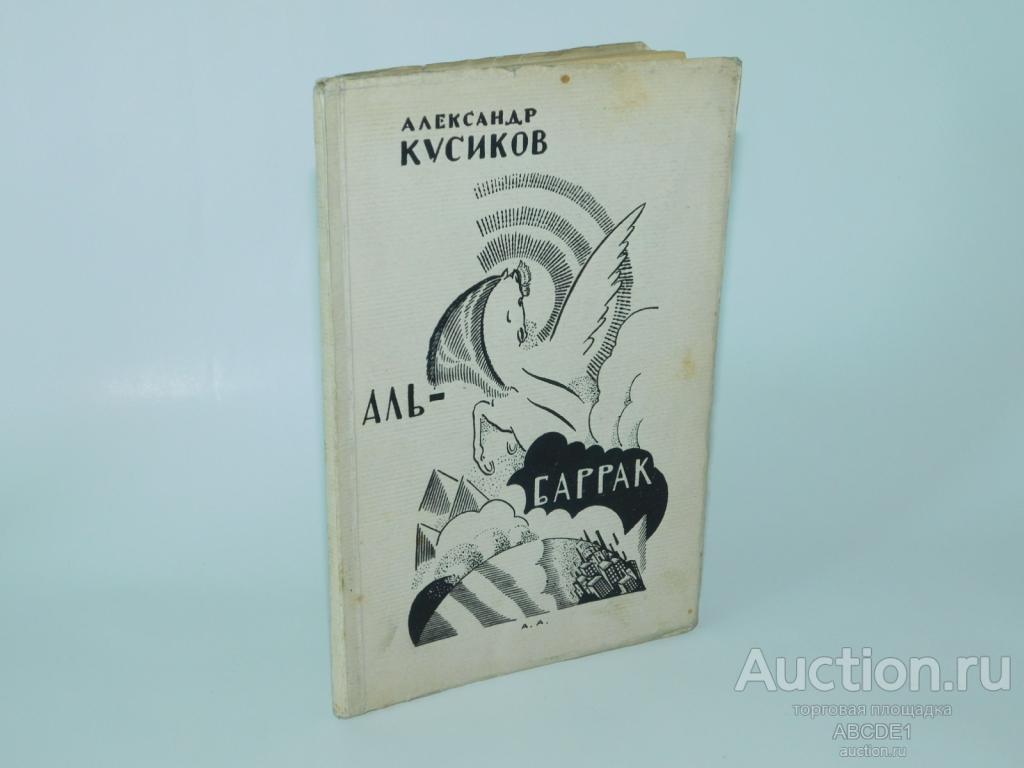 АЛЕКСАНДР
КУСИКОВ
АЛЬ-
БАРРАК
А.А.
Auction.ru
торговая площадка
ABCDE1
auction.ru